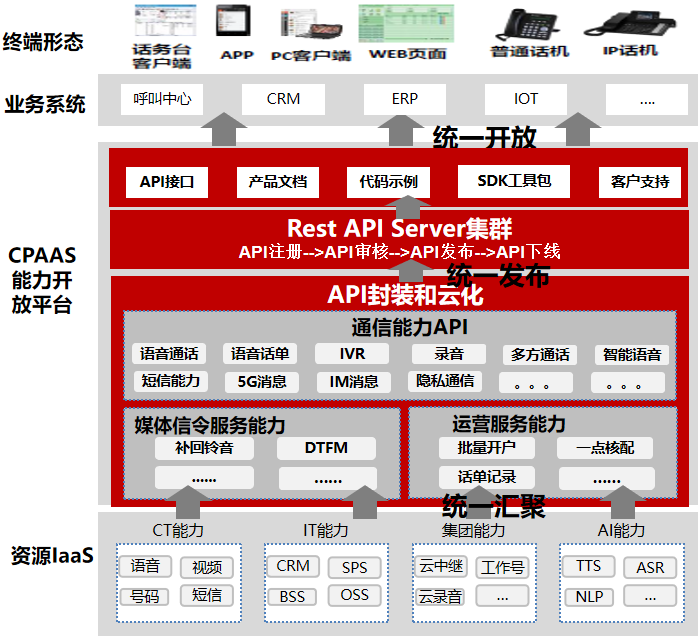 终端形态
话务台
客户端
APP
PC客户端
WEB页面
普通话机
IP话机
业务系统
呼叫中心
CRM
ERP
IOT
....
统一开放
API接口
产品文档
代码示例
SDK工具包
客户支持
Rest API Server集群
API注册-->API审核-->API发布-->API下线
CPAAS
能力开
放平台
统一发布
API封装和云化
通信能力API
语音通话
语音话单
IVR
录音
多方通话
智能语音
短信能力
5G消息
IM消息
隐私通信
。。。
。。。
媒体信令服务能力
补回铃音
DTFM
......
......
运营服务能力
批量开户
一点核配
话单记录
......
统一汇聚
资源IaaS
CT能力
IT能力
集团能力
AI能力
语音
视频
号码
短信
CRM
SPS
BSS
OSS
云中继
工作号
云录音
...
TTS
ASR
NLP
...